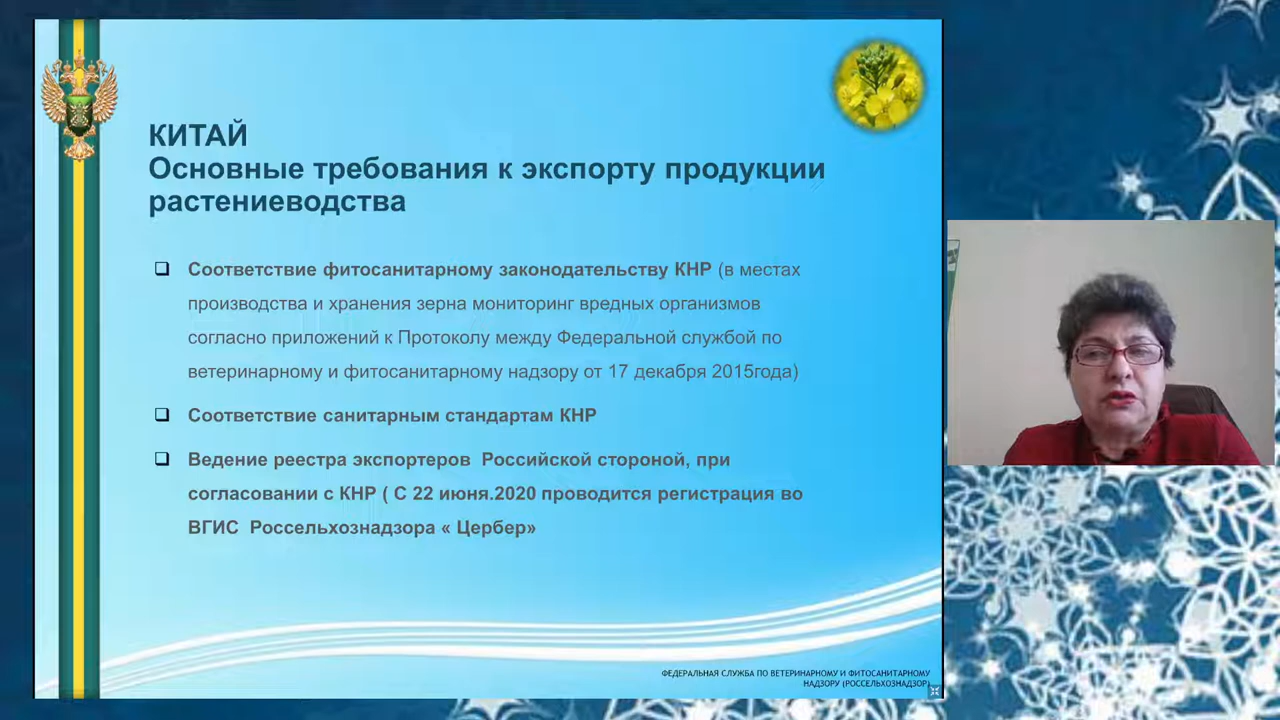 КИТАЙ
Основные требования к экспорту продукции
растениеводства
Соответствие фитосанитарному законодательству КНР (в местах
производства и хранения зерна мониторинг вредных организмов
согласно приложений к Протоколу между Федеральной службой по
ветеринарному и фитосанитарному надзору от 17 декабря 2015года)
Соответствие санитарным стандартам КНР
Ведение реестра экспортеров Российской стороной, при
согласовании с КНР ( С 22 июня.2020 проводится регистрация во
ВГИС Россельхознадзора « Цербер»
ФЕДЕРАЛЬНАЯ СЛУЖБА ПО ВЕТЕРИНАРНОМУ И ФИТОСАНИТАРНОМУ
НАДЗОРУ (РОССЕЛЬХОЗНАДЗОР)